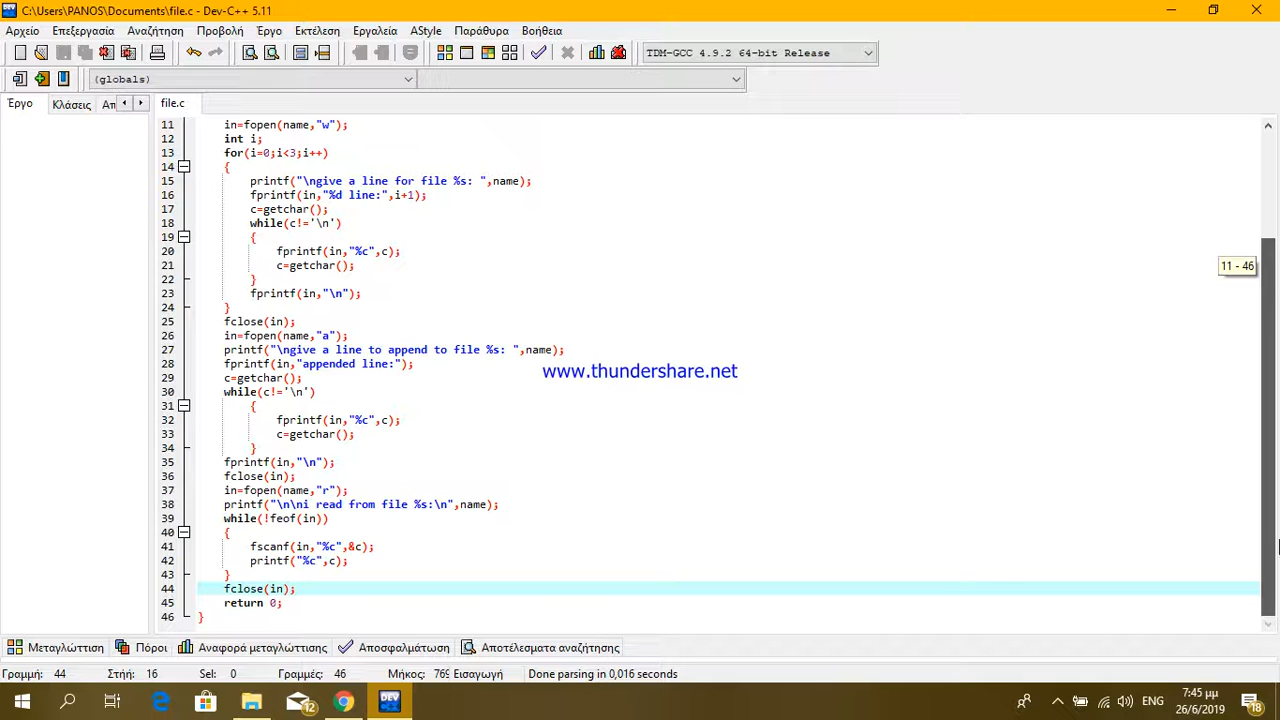 C:\Users\PANOS\Documents\file.c - Dev-C++ 5.11
Αρχείο Επεξεργασία Αναζήτηση Προβολή Έργο Εκτέλεση Εργαλεία AStyle Παράθυρα Βοήθεια
TDM-GCC 4.9.2 64-bit Release
(globals)
Έργο Κλάσεις Απ file.c
11 in=fopen(name,"w");
12 int i;
13 for(i=0;i<3;i++)
14 {
15 printf("\ngive a line for file %s: ",name);
16 fprintf(in,"%d line:",i+1);
17 c=getchar();
18 while(c!='\n')
19 {
20 fprintf(in,"%c",c);
21 c=getchar();
22 }
23 fprintf(in,"\n");
24 }
25 fclose(in);
26 in=fopen(name,"a");
27 printf("\ngive a line to append to file %s: ",name);
28 fprintf(in,"appended line:");
29 c=getchar();
30 while(c!='\n')
31 {
32 fprintf(in,"%c",c);
33 c=getchar();
34 }
35 fprintf(in,"\n");
36 fclose(in);
37 in=fopen(name,"r");
38 printf("\n\ni read from file %s:\n",name);
39 while(!feof(in))
40 {
41 fscanf(in,"%c",&c);
42 printf("%c",c);
43 }
44 fclose(in);
45 return 0;
46 }
11 - 46
www.thundershare.net
Μεταγλώττιση Πόροι Αναφορά μεταγλώττισης Αποσφαλμάτωση Αποτέλεσματα αναζήτησης
Γραμμή: 44 Στήη: 16 Sel: 0 Γραμμές: 46 Μήκος: 769 Εισαγωγή Done parsing in 0,016 seconds
12 DEV ΕΝG 7:45 μμ
26/6/2019 18